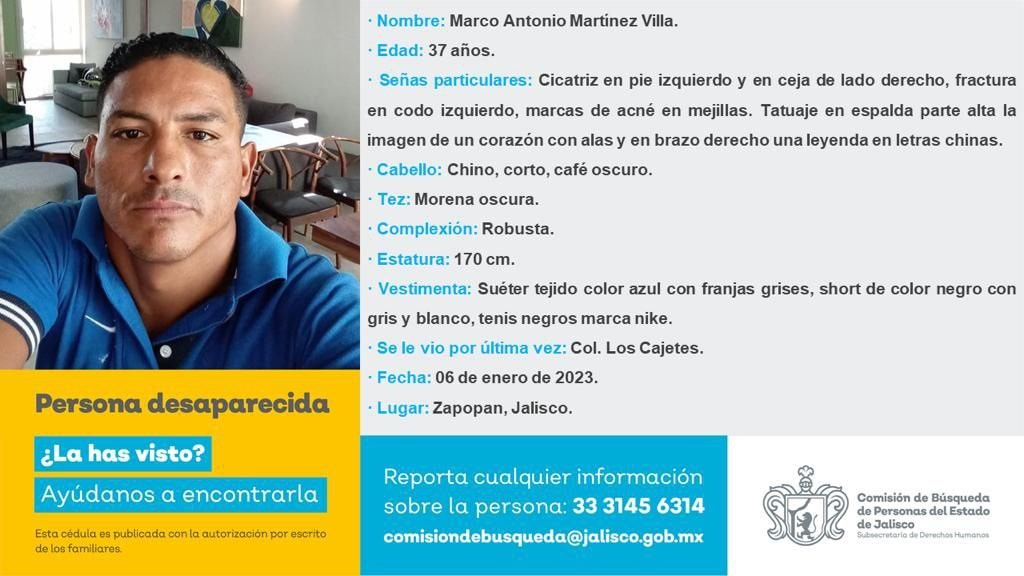 · Nombre: Marco Antonio Martínez Villa.
· Edad: 37 años.
· Señas particulares: Cicatriz en pie izquierdo y en ceja de lado derecho, fractura
en codo izquierdo, marcas de acné en mejillas. Tatuaje en espalda parte alta la
imagen de un corazón con alas y en brazo derecho una leyenda en letras chinas.
· Cabello: Chino, corto, café oscuro.
· Tez: Morena oscura.
· Complexión: Robusta.
· Estatura: 170 cm.
· Vestimenta: Suéter tejido color azul con franjas grises, short de color negro con
gris y blanco, tenis negros marca nike.
· Se le vio por última vez: Col. Los Cajetes.
· Fecha: 06 de enero de 2023.
· Lugar: Zapopan, Jalisco.
Persona desaparecida
¿La has visto?
Ayúdanos a encontrarla
Esta cédula es publicada con la autorización por escrito
de los familiares.
Reporta cualquier información
sobre la persona: 33 3145 6314
comisiondebusqueda@jalisco.gob.mx
Comisión de Búsqueda
de Personas del Estado
de Jalisco
Subsecretaría de Derechos Humanos